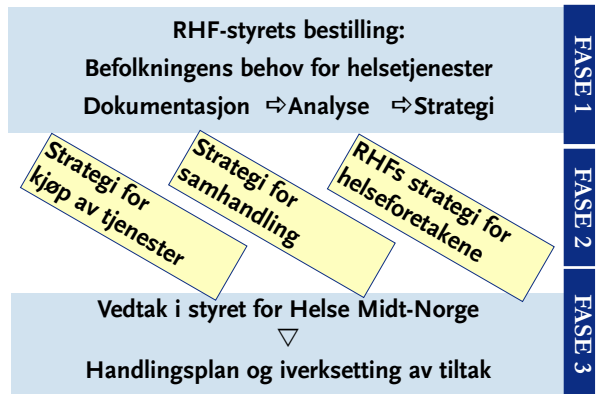 RHF-styrets bestilling:
Befolkningens behov for helsetjenester
Dokumentasjon ⇨Analyse ⇨Strategi
FASE 1
Strategi for
kjøp av tjenester
Strategi for
samhandling
RHFs strategi for
helseforetakene
FASE 2
Vedtak i styret for Helse Midt-Norge
▽
Handlingsplan og iverksetting av tiltak
FASE 3